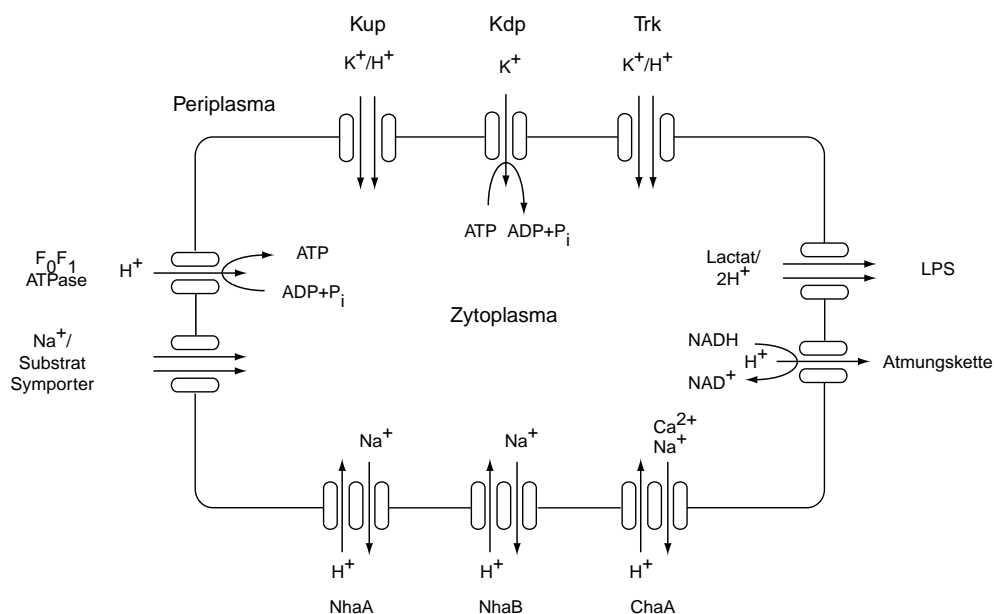 Kup
Kdp
Trk
K+/H+
K+
K+/H+
Periplasma
ATP ADP+Pi
F0F1
ATPase
H+
ATP
ADP+Pi
Lactat/
2H+
LPS
Zytoplasma
Na+/
Substrat
Symporter
NADH
H+
NAD+
Atmungskette
Na+
Na+
Ca2+
Na+
H+
H+
H+
NhaA
NhaB
ChaA